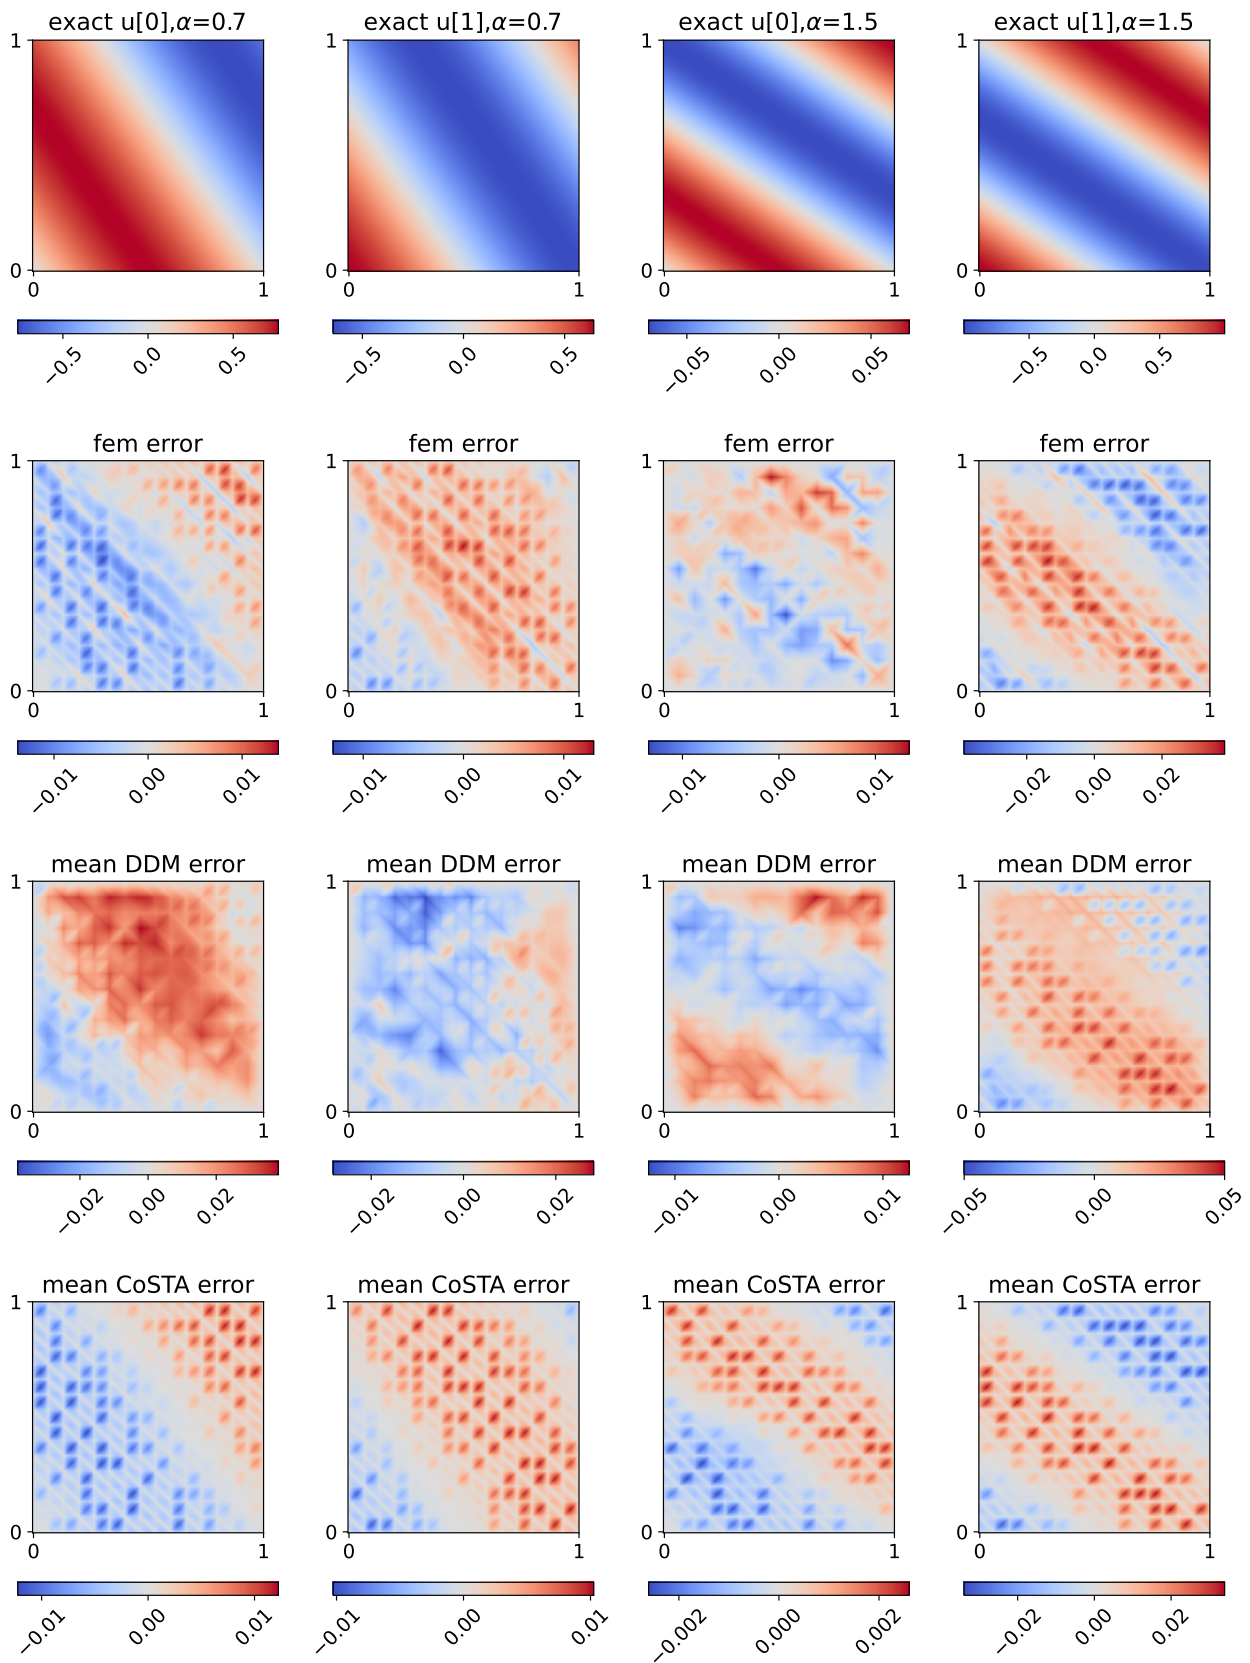 exact u[0],α=0.7 exact u[1],α=0.7 exact u[0],α=1.5 exact u[1],α=1.5
1 1 1 1
0 0 0 0
0 1 0 1 0 1 0 1
−0.5 0.0 0.5 −0.5 0.0 0.5 −0.05 0.00 0.05 −0.5 0.0 0.5
fem error fem error fem error fem error
1 1 1 1
0 0 0 0
0 1 0 1 0 1 0 1
−0.01 0.00 0.01 −0.01 0.00 0.01 −0.01 0.00 0.01 −0.02 0.00 0.02
mean DDM error mean DDM error mean DDM error mean DDM error
1 1 1 1
0 0 0 0
0 1 0 1 0 1 0 1
−0.02 0.00 0.02 −0.02 0.00 0.02 −0.01 0.00 0.01 −0.05 0.00 0.05
mean CoSTA error mean CoSTA error mean CoSTA error mean CoSTA error
1 1 1 1
0 0 0 0
0 1 0 1 0 1 0 1
−0.01 0.00 0.01 −0.01 0.00 0.01 −0.002 0.000 0.002 −0.02 0.00 0.02